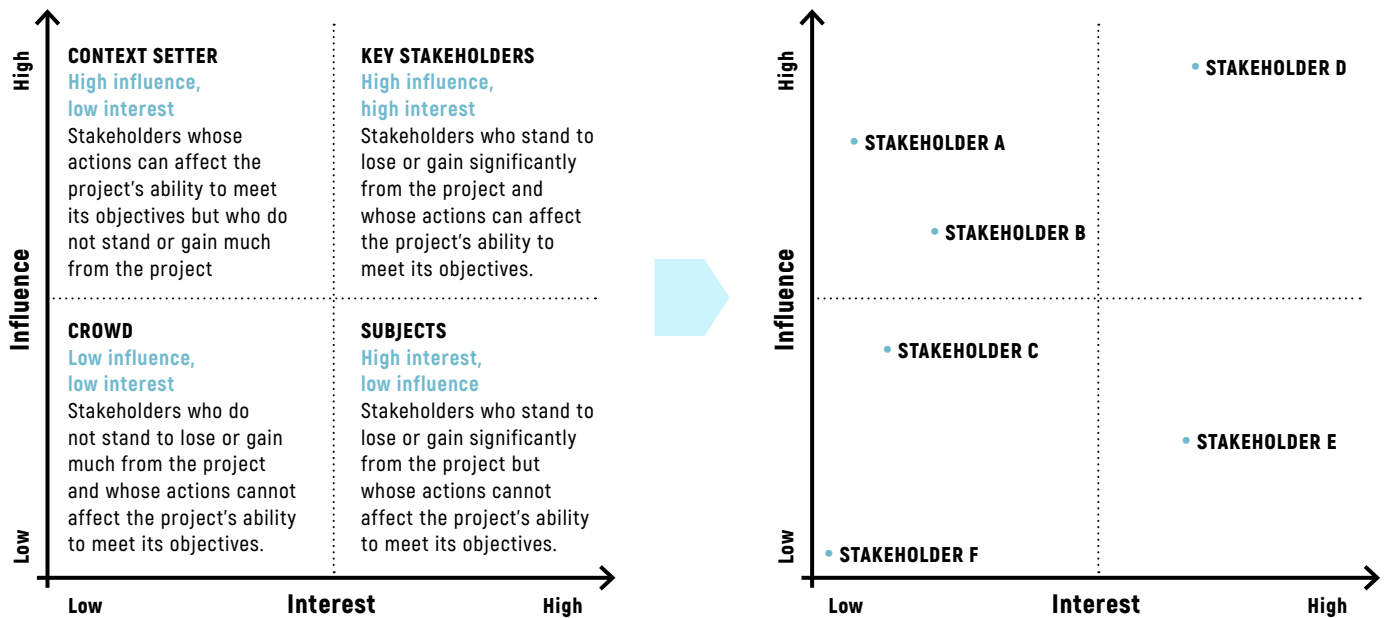 High
CONTEXT SETTER
High influence,
low interest
Stakeholders whose
actions can affect the
project's ability to meet
its objectives but who do
not stand or gain much
from the project
KEY STAKEHOLDERS
High influence,
high interest
Stakeholders who stand to
lose or gain significantly
from the project and
whose actions can affect
the project's ability to
meet its objectives.
Influence
CROWD
Low influence,
low interest
Stakeholders who do
not stand to lose or gain
much from the project
and whose actions cannot
affect the project's ability
to meet its objectives.
SUBJECTS
High interest,
low influence
Stakeholders who stand to
lose or gain significantly
from the project but
whose actions cannot
affect the project's ability
to meet its objectives.
Low
Low
Interest
High
High
STAKEHOLDER D
STAKEHOLDER A
STAKEHOLDER B
Influence
STAKEHOLDER C
STAKEHOLDER E
Low
STAKEHOLDER F
Low
Interest
High